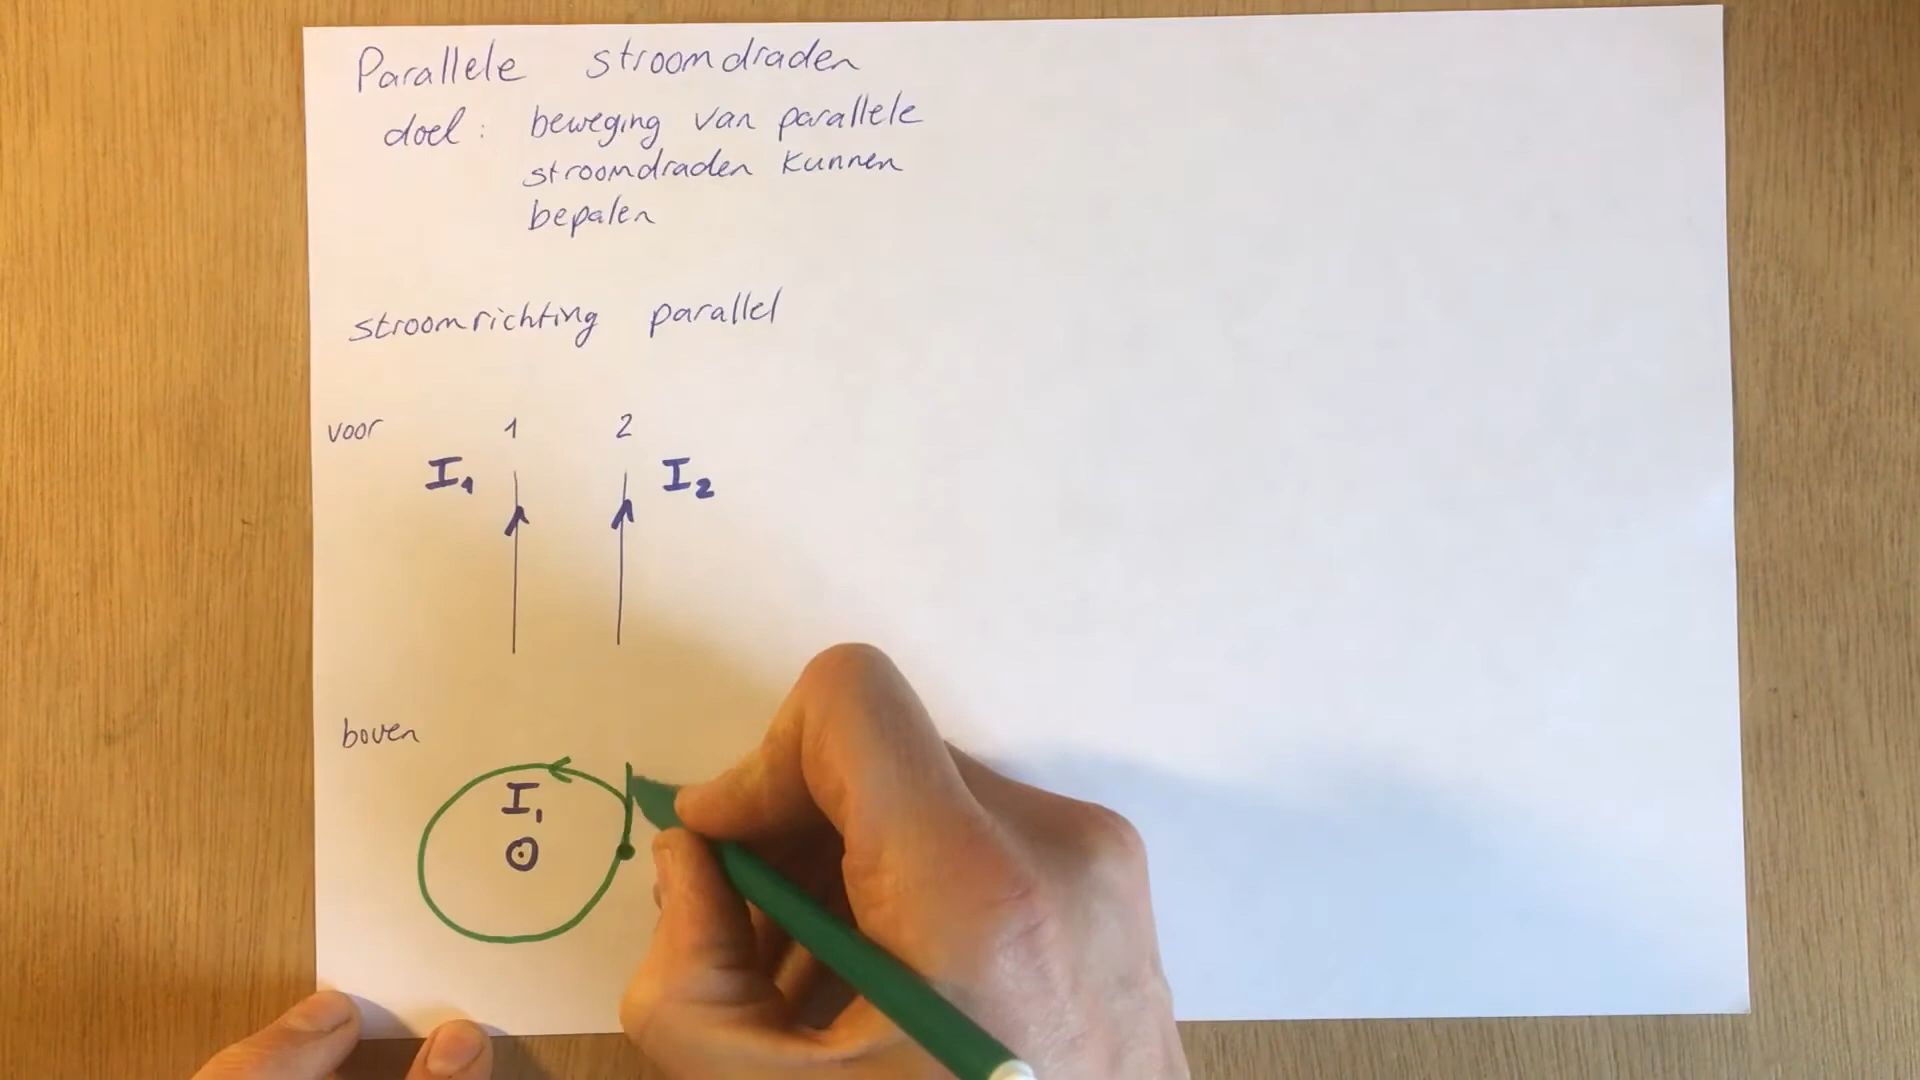 Parallele stroomdraden
doel: beweging van parallele
stroomdraden kunnen
bepalen
stroomrichting parallel
voor 1 2
I₁ I₂
boven
I₁